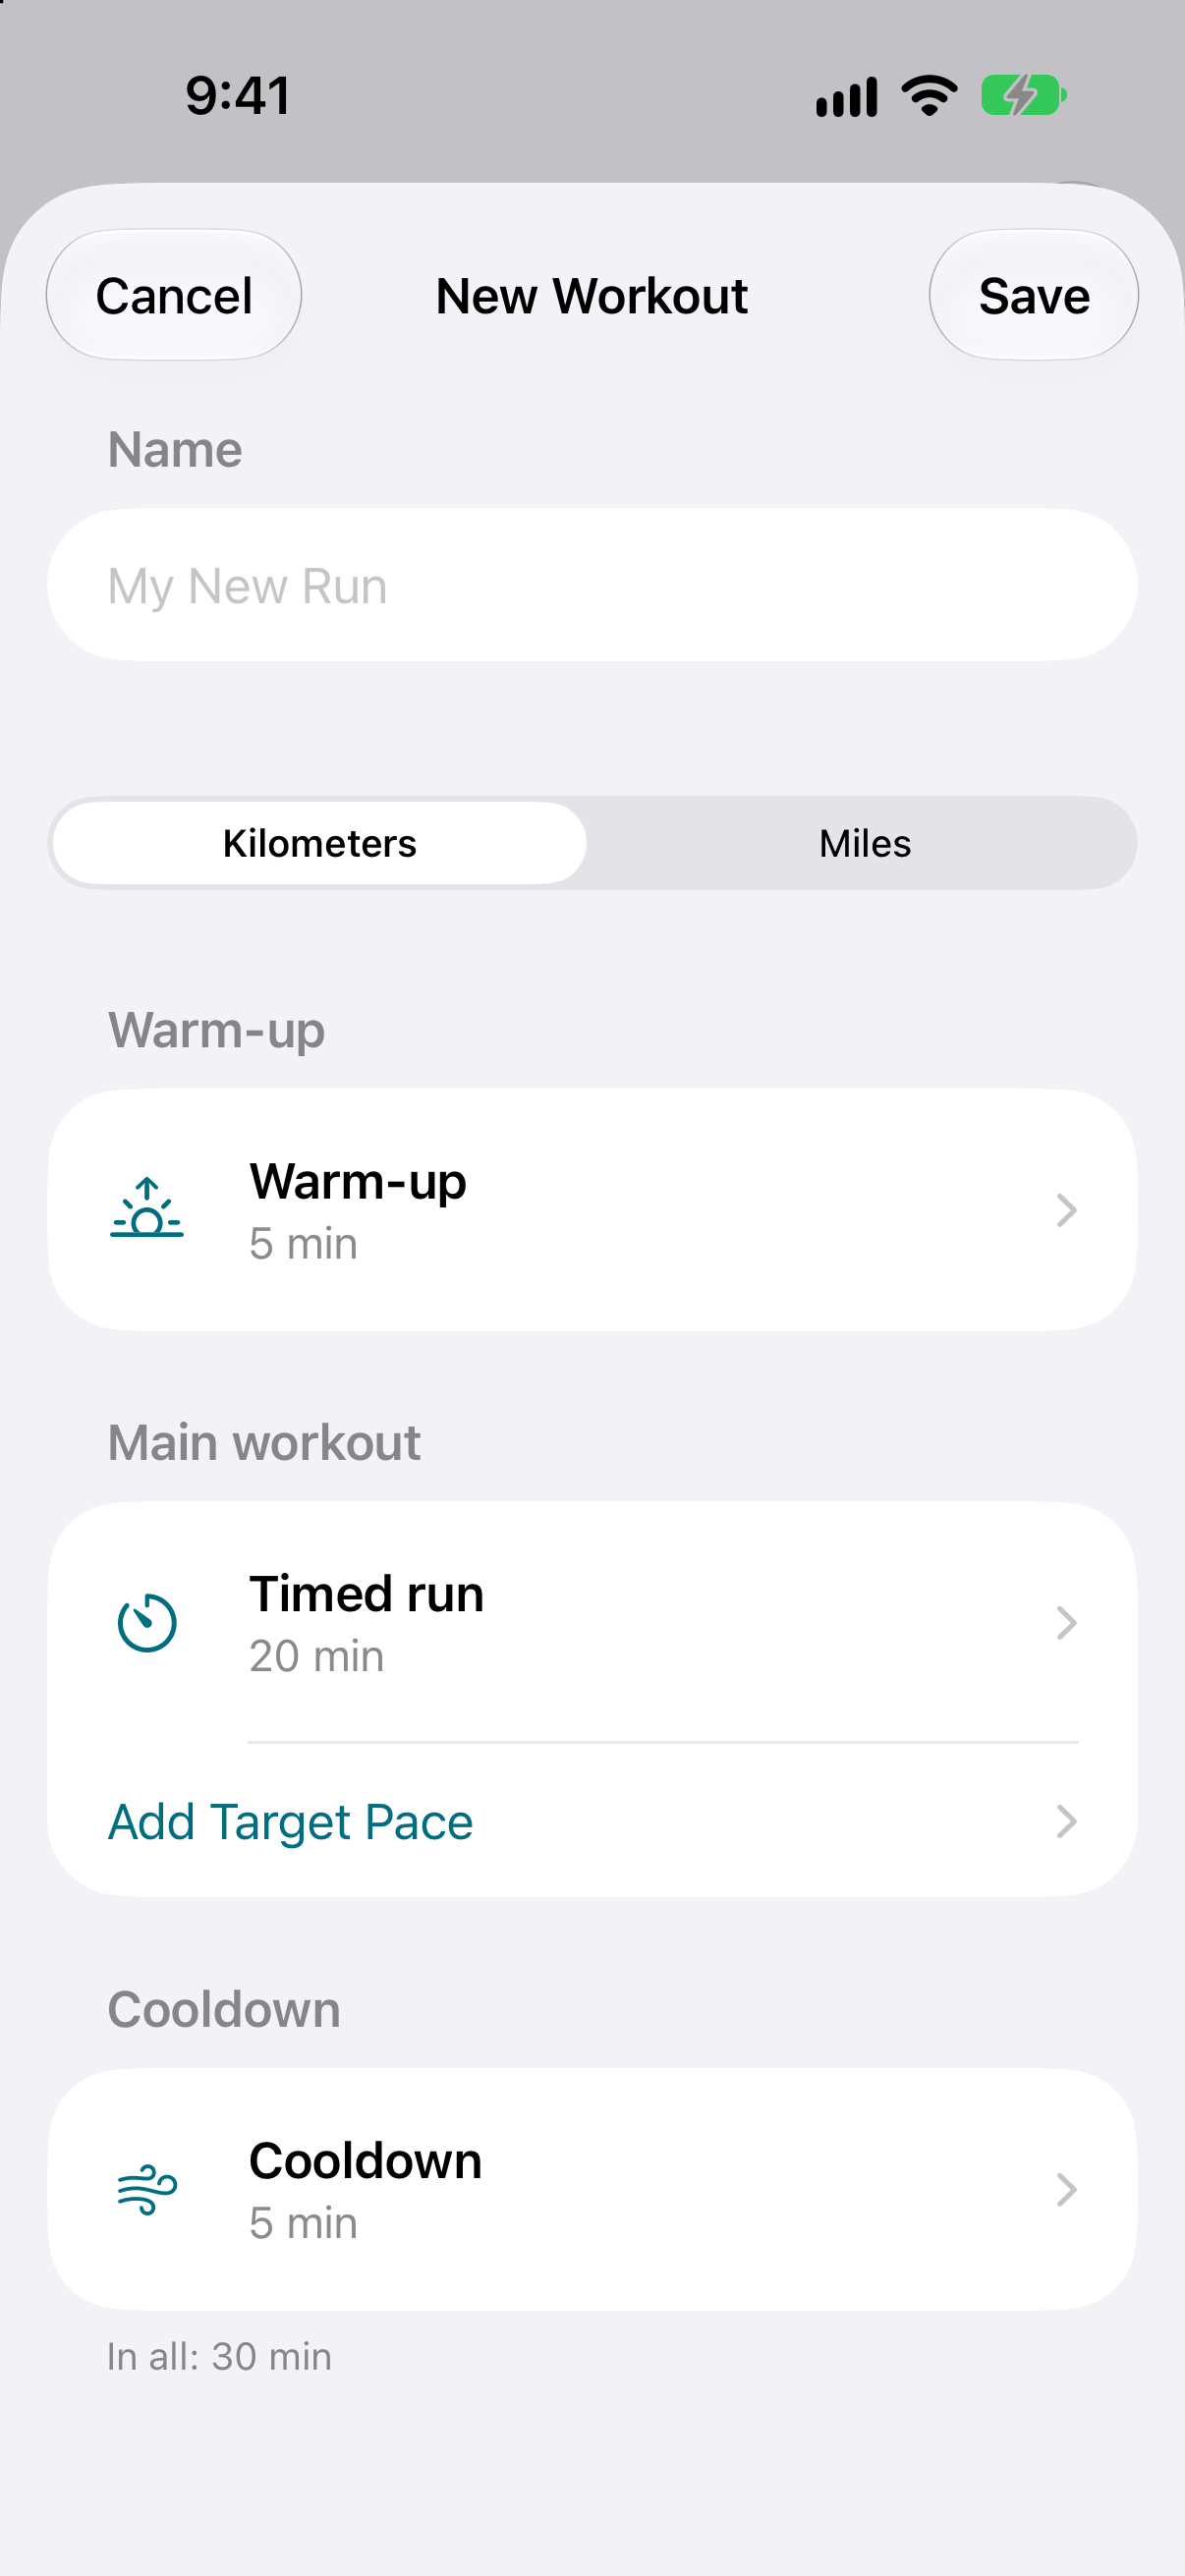 9:41
Cancel
New Workout
Save
Name
My New Run
Kilometers
Miles
Warm-up
Warm-up
5 min
Main workout
Timed run
20 min
Add Target Pace
Cooldown
Cooldown
5 min
In all: 30 min